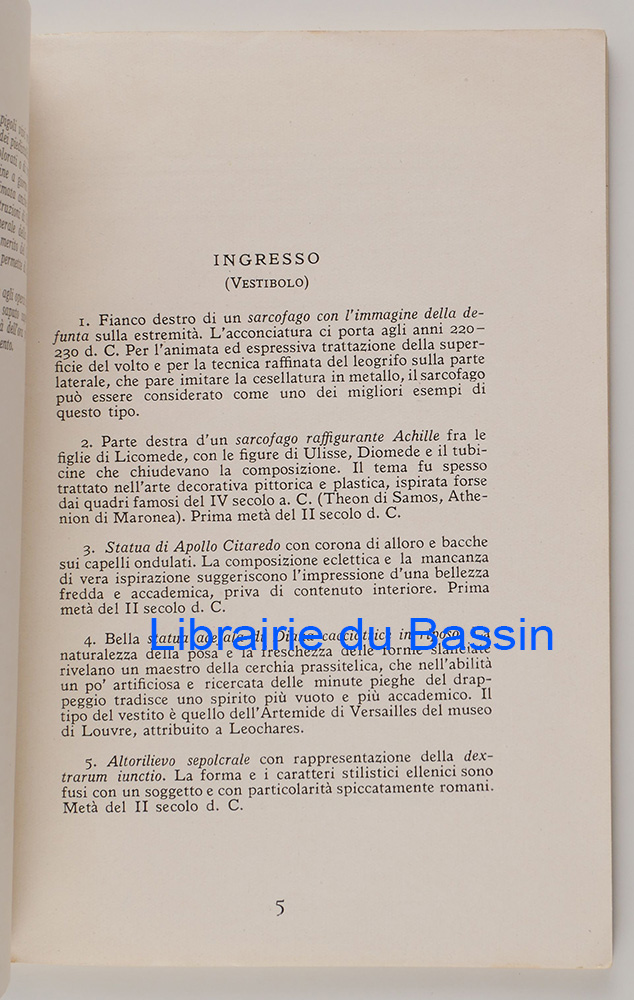 pigoli
dei
INGRESSO
(Vestibolo)
1. Fianco destro di un sarcofago con l'immagine della de-
funta sulla estremità. L'acconciatura ci porta agli anni 220–
230 d. C. Per l'animata ed espressiva trattazione della super-
ficie del volto e per la tecnica raffinata del leogrifo sulla parte
laterale, che pare imitare la cesellatura in metallo, il sarcofago
può essere considerato come uno dei migliori esempi di
questo tipo.
2. Parte destra d'un sarcofago raffigurante Achille fra le
figlie di Licomede, con le figure di Ulisse, Diomede e il tubi-
cine che chiudevano la composizione. Il tema fu spesso
trattato nell'arte decorativa pittorica e plastica, ispirata forse
dai quadri famosi del IV secolo a. C. (Theon di Samos, Athe-
nion di Maronea). Prima metà del II secolo d. C.
3. Statua di Apollo Citaredo con corona di alloro e bacche
sui capelli ondulati. La composizione eclettica e la mancanza
di vera ispirazione suggeriscono l'impressione d'una bellezza
fredda e accademica, priva di contenuto interiore. Prima
metà del II secolo d. C.
4. Bella statua acefala di Diana cacciatrice in riposo. La
naturalezza della posa e la freschezza delle forme slanciate
rivelano un maestro della cerchia prassitelica, che nell'abilità
un po' artificiosa e ricercata delle minute pieghe del drap-
peggio tradisce uno spirito più vuoto e più accademico. Il
tipo del vestito è quello dell'Artemide di Versailles del museo
di Louvre, attribuito a Leochares.
5. Altorilievo sepolcrale con rappresentazione della dex-
trarum iunctio. La forma e i caratteri stilistici ellenici sono
fusi con un soggetto e con particolarità spiccatamente romani.
Metà del II secolo d. C.
5
Librairie du Bassin